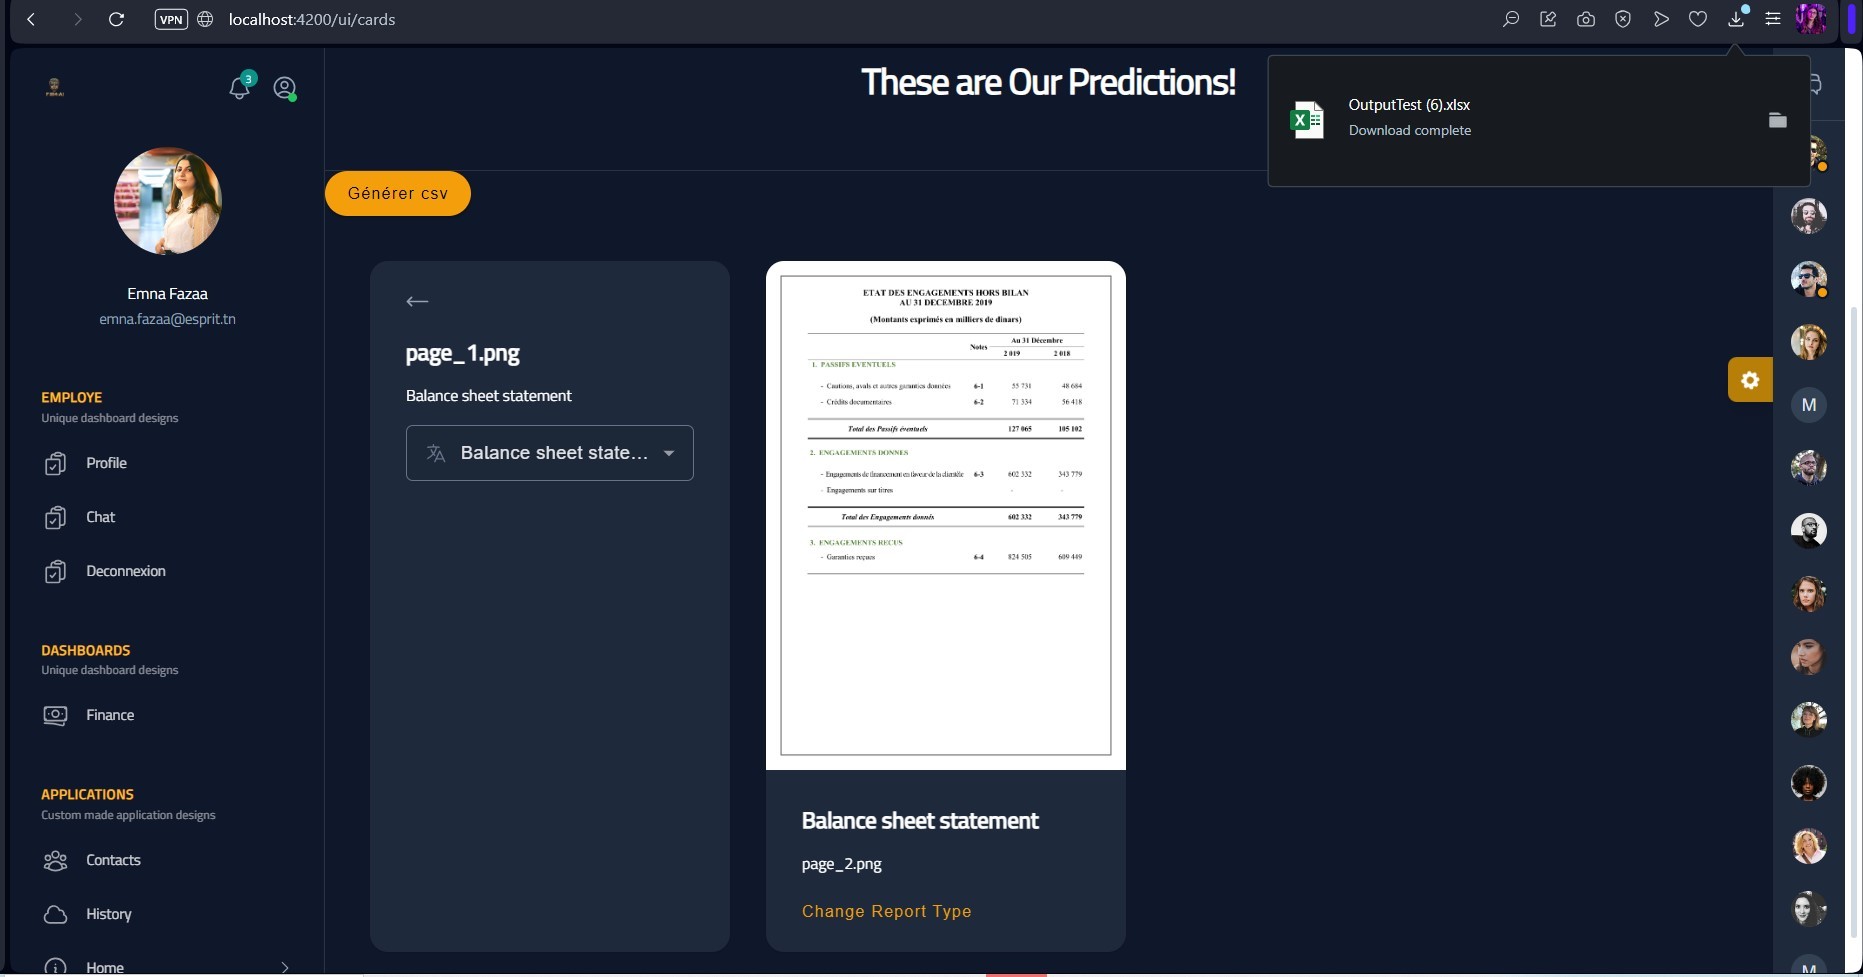 VPN
localhost:4200/ui/cards
3
These are Our Predictions!
OutputTest (6).xlsx
Download complete
Générer csv
Emna Fazaa
emna.fazaa@esprit.tn
EMPLOYE
Unique dashboard designs
Profile
Chat
Deconnexion
DASHBOARDS
Unique dashboard designs
Finance
APPLICATIONS
Custom made application designs
Contacts
History
Home
page_1.png
Balance sheet statement
Balance sheet state...
ETAT DES ENGAGEMENTS HORS BILAN
AU 31 DECEMBRE 2019
(Montants exprimés en milliers de dinars)
Notes Au 31 Décembre
2 019 2 018
1. PASSIFS EVENTUELS
- Cautions, avals et autres garanties données 6-1 55 731 48 684
- Crédits documentaires 6-2 71 334 56 418
Total des Passifs éventuels 127 065 105 102
2. ENGAGEMENTS DONNES
- Engagements de financement en faveur de la clientèle 6-3 602 332 343 779
- Engagements sur titres - -
Total des Engagements donnés 602 332 343 779
3. ENGAGEMENTS RECUS
- Garanties reçues 6-4 824 505 609 449
Balance sheet statement
page_2.png
Change Report Type
M
M